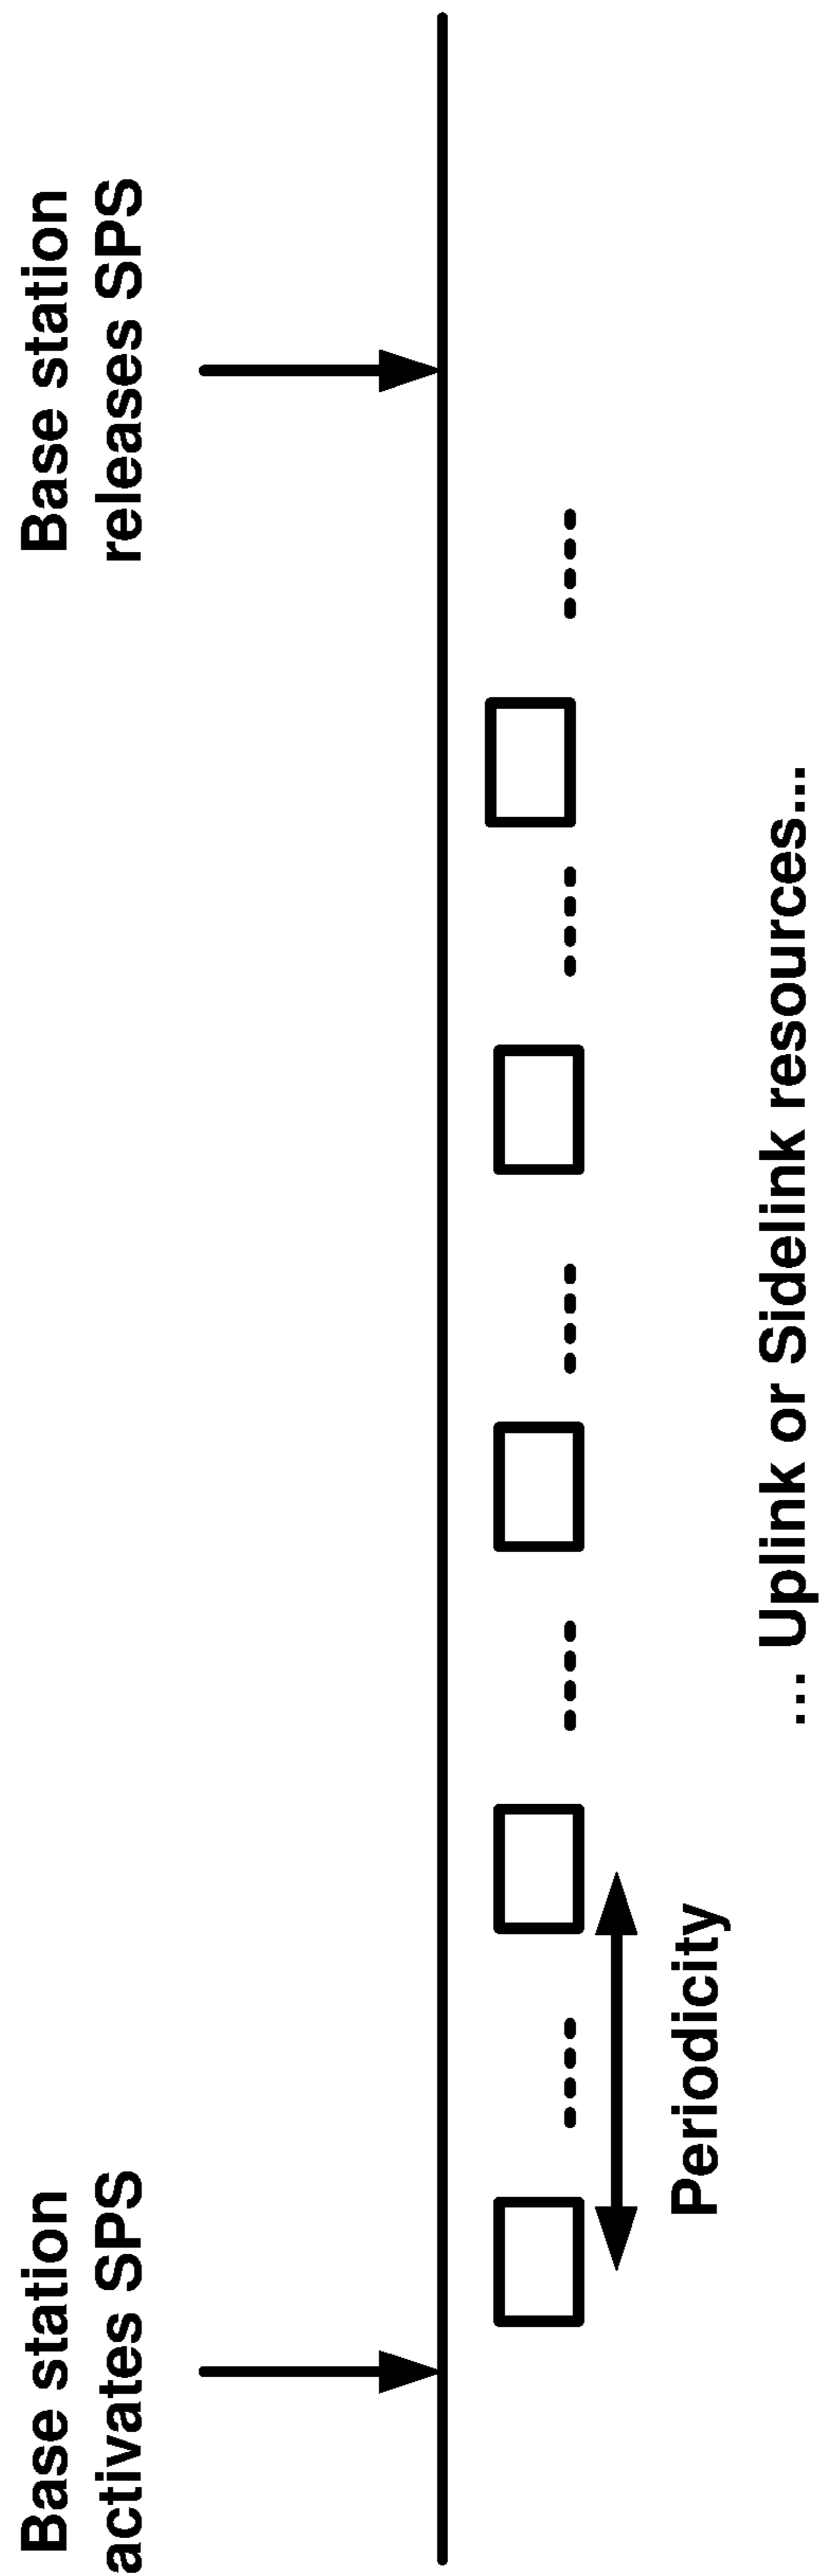 Base station
activates SPS
Base station
releases SPS
Periodicity
... Uplink or Sidelink resources...